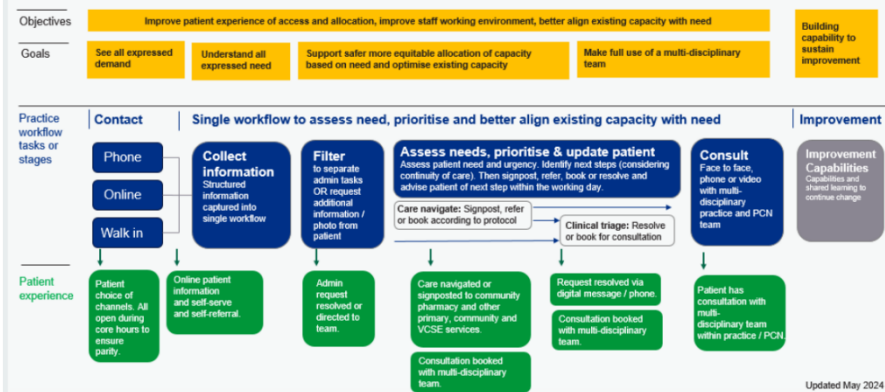 Objectives
Improve patient experience of access and allocation, improve staff working environment, better align existing capacity with need
Building
capability to
sustain
improvement
Goals
See all expressed
demand
Understand all
expressed need
Support safer more equitable allocation of capacity
based on need and optimise existing capacity
Make full use of a multi-disciplinary
team
Practice
workflow
tasks or
stages
Contact
Single workflow to assess need, prioritise and better align existing capacity with need
Improvement
Phone
Online
Walk in
Collect
information
Structured
information
captured into
single workflow
Filter
to separate
admin tasks
OR request
additional
information /
photo from
patient
Assess needs, prioritise & update patient
Assess patient need and urgency. Identify next steps (considering
continuity of care). Then signpost, refer, book or resolve and
advise patient of next step within the working day.
Care navigate: Signpost, refer
or book according to protocol
Clinical triage: Resolve
or book for consultation
Consult
Face to face,
phone or video
with multi-
disciplinary
practice and PCN
team
Improvement
Capabilities
Capabilities and
shared learning to
continue change
Patient
experience
Patient
choice of
channels. All
open during
core hours to
ensure
parity.
Online patient
information
and self-serve
and self-referral.
Admin
request
resolved or
directed to
team.
Care navigated or
signposted to community
pharmacy and other
primary, community and
VCSE services.
Consultation booked
with multi-disciplinary
team.
Request resolved via
digital message / phone.
Consultation booked
with multi-disciplinary
team.
Patient has
consultation with
multi-
disciplinary team
within practice / PCN.
Updated May 2024